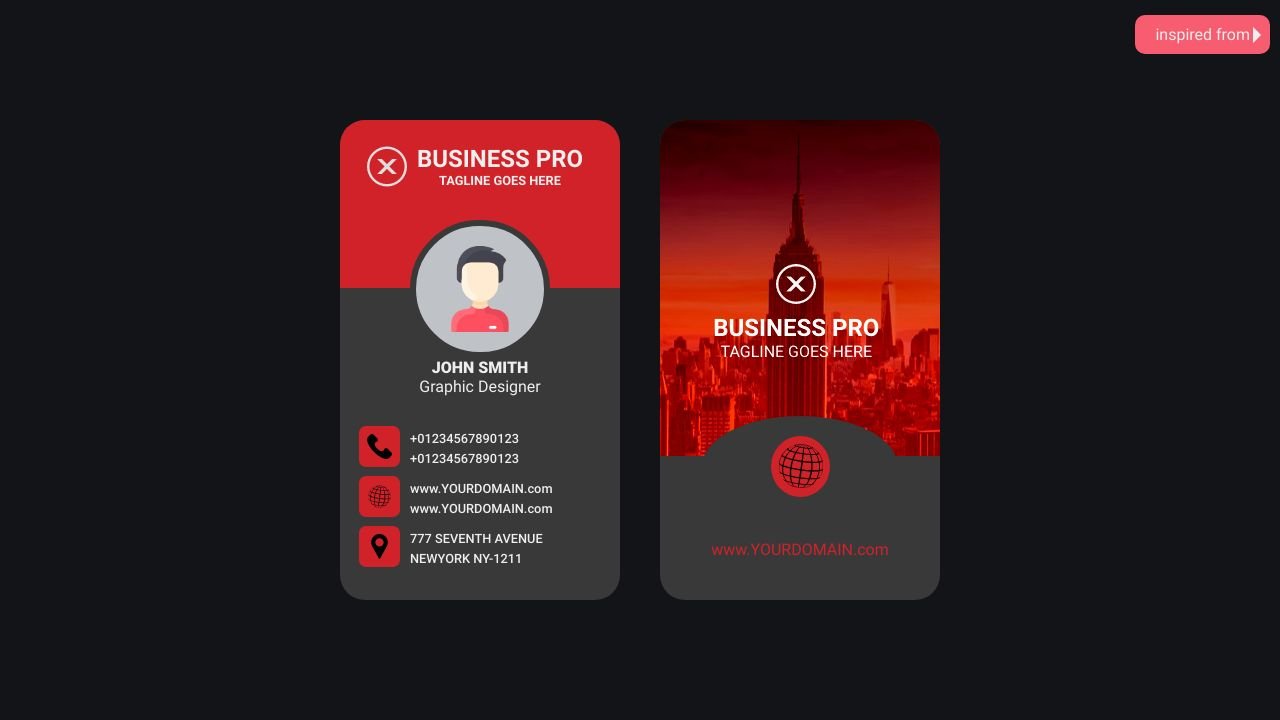 inspired from
BUSINESS PRO
TAGLINE GOES HERE
JOHN SMITH
Graphic Designer
+01234567890123
+01234567890123
www.YOURDOMAIN.com
www.YOURDOMAIN.com
777 SEVENTH AVENUE
NEWYORK NY-1211
BUSINESS PRO
TAGLINE GOES HERE
www.YOURDOMAIN.com